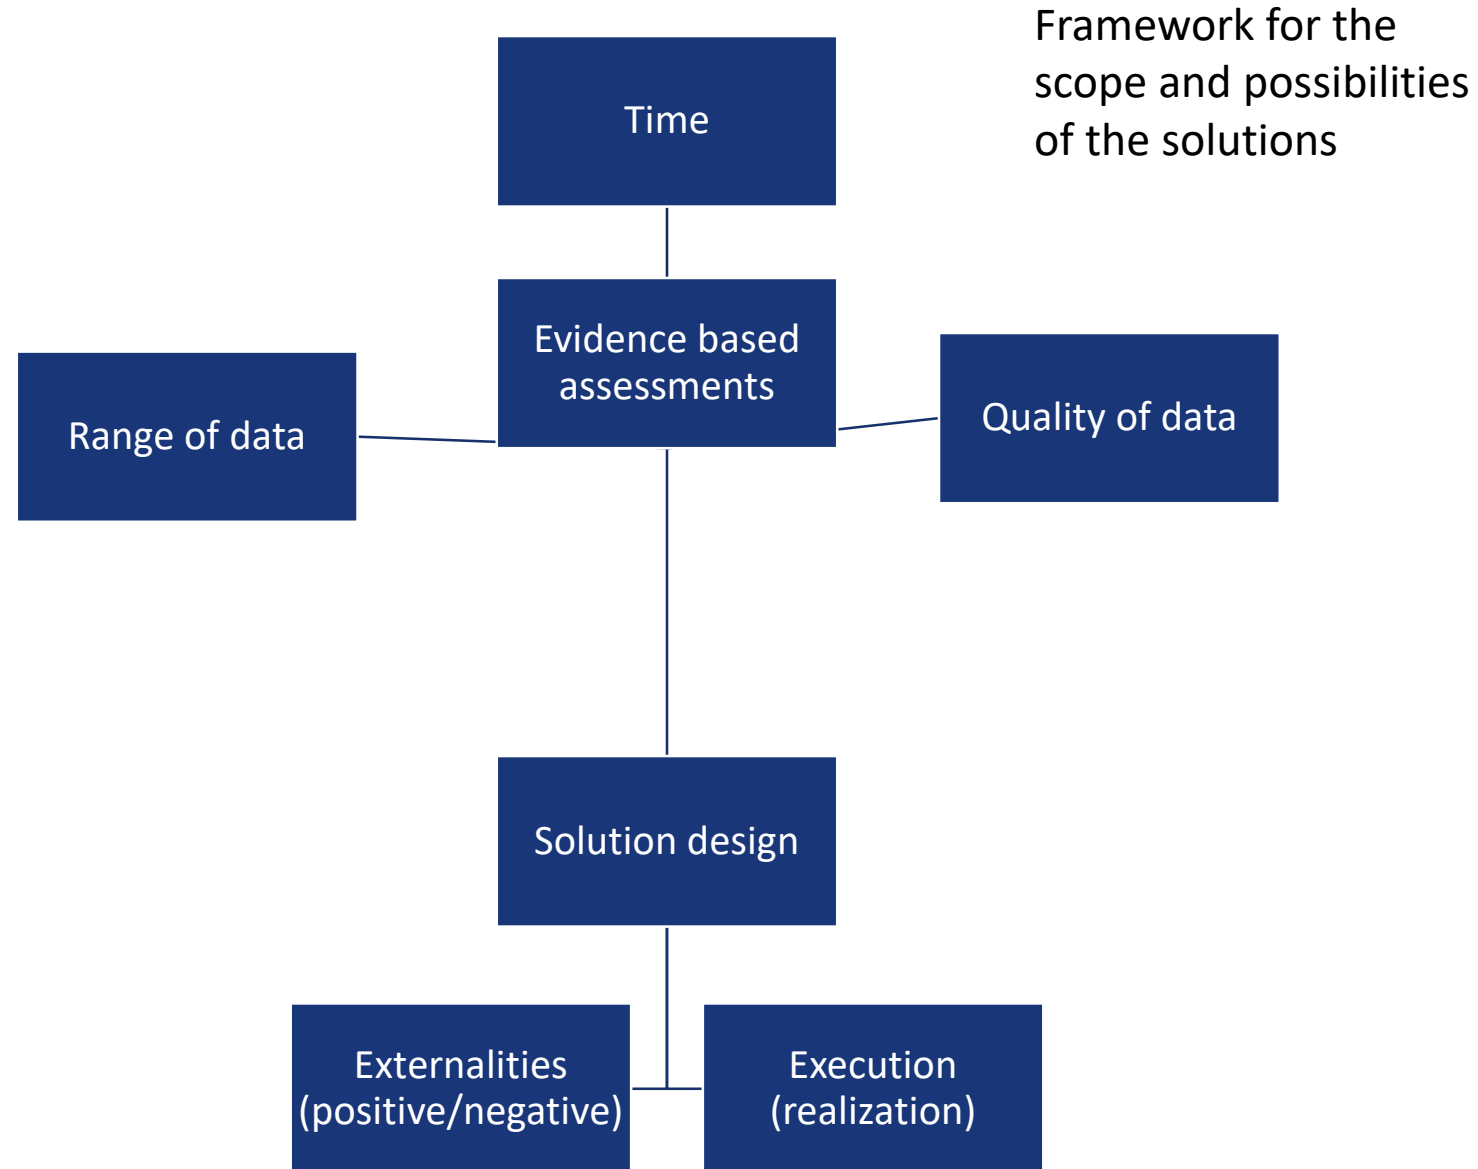 Framework for the
scope and possibilities
of the solutions
Time
Evidence based
assessments
Range of data
Quality of data
Solution design
Externalities
(positive/negative)
Execution
(realization)